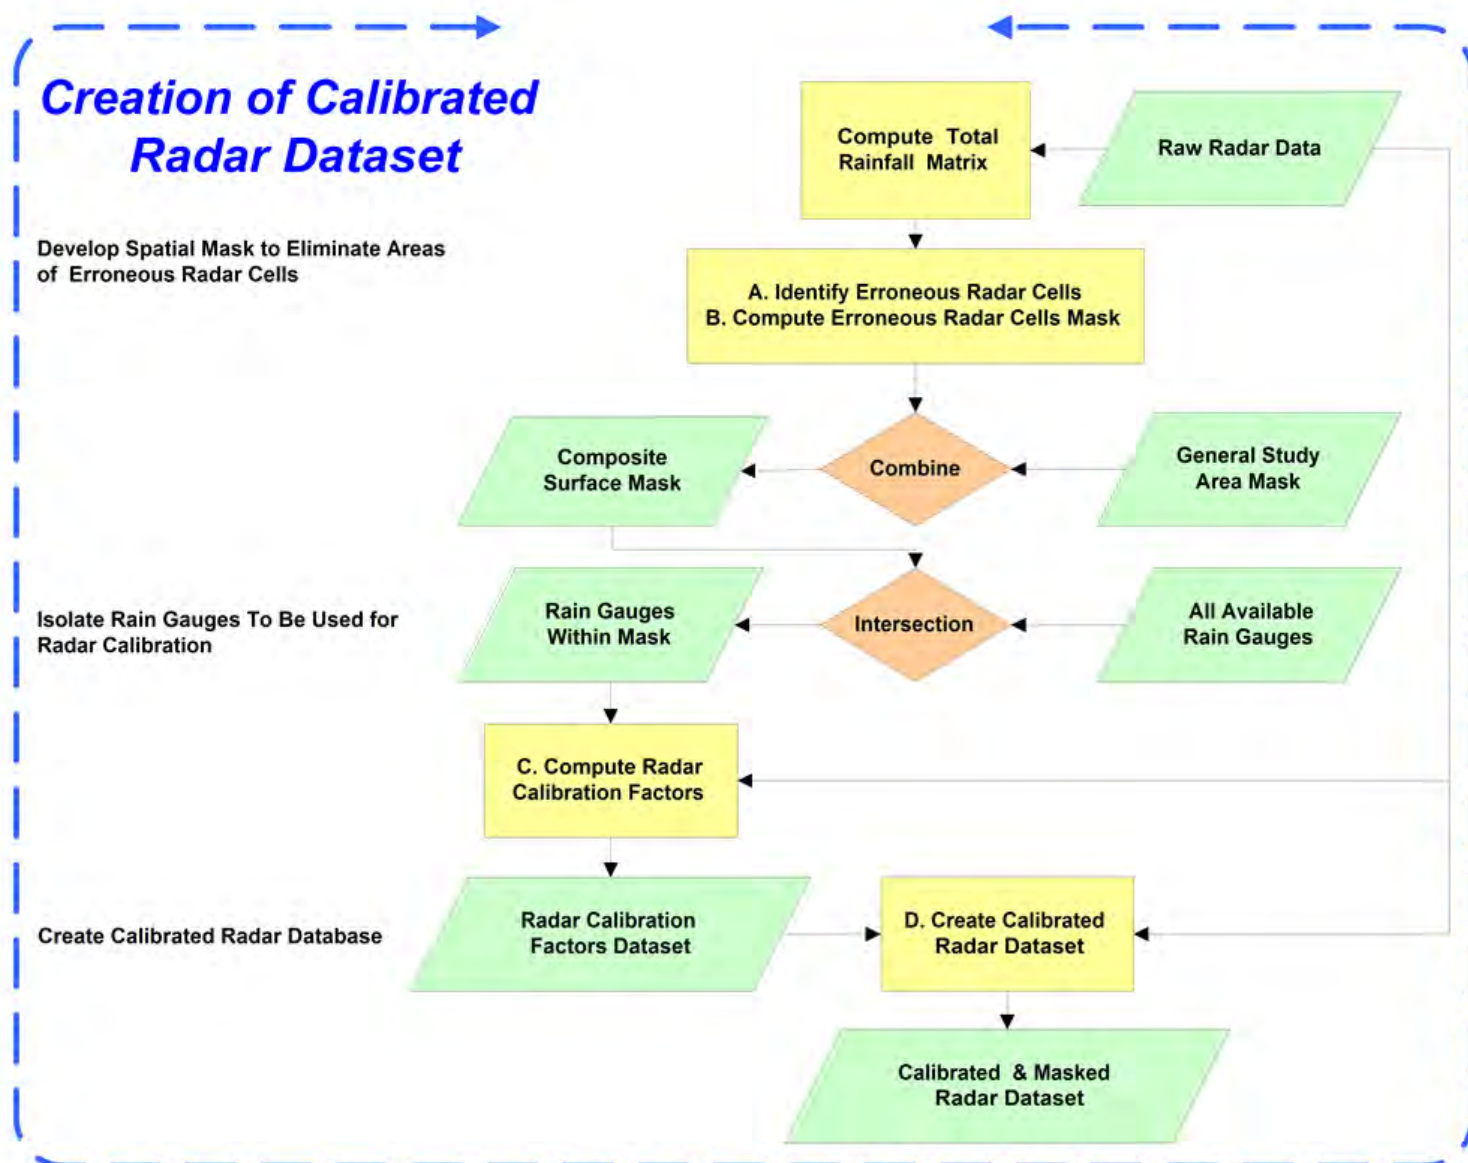 Creation of Calibrated
Radar Dataset
Compute Total
Rainfall Matrix
Raw Radar Data
Develop Spatial Mask to Eliminate Areas
of Erroneous Radar Cells
A. Identify Erroneous Radar Cells
B. Compute Erroneous Radar Cells Mask
Composite
Surface Mask
Combine
General Study
Area Mask
Isolate Rain Gauges To Be Used for
Radar Calibration
Rain Gauges
Within Mask
Intersection
All Available
Rain Gauges
C. Compute Radar
Calibration Factors
Create Calibrated Radar Database
Radar Calibration
Factors Dataset
D. Create Calibrated
Radar Dataset
Calibrated & Masked
Radar Dataset